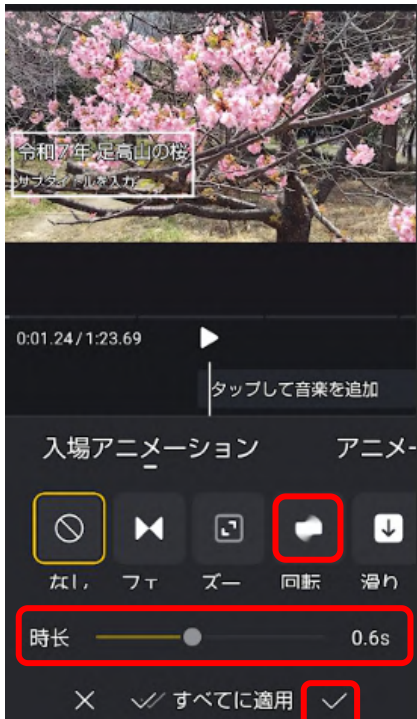 令和7年 足高山の桜
サブタイトルを入力
0:01.24/1:23.69
タップして音楽を追加
入場アニメーション アニメー
なし フェ ズー 回転 滑り
時长 0.6s
すべてに適用